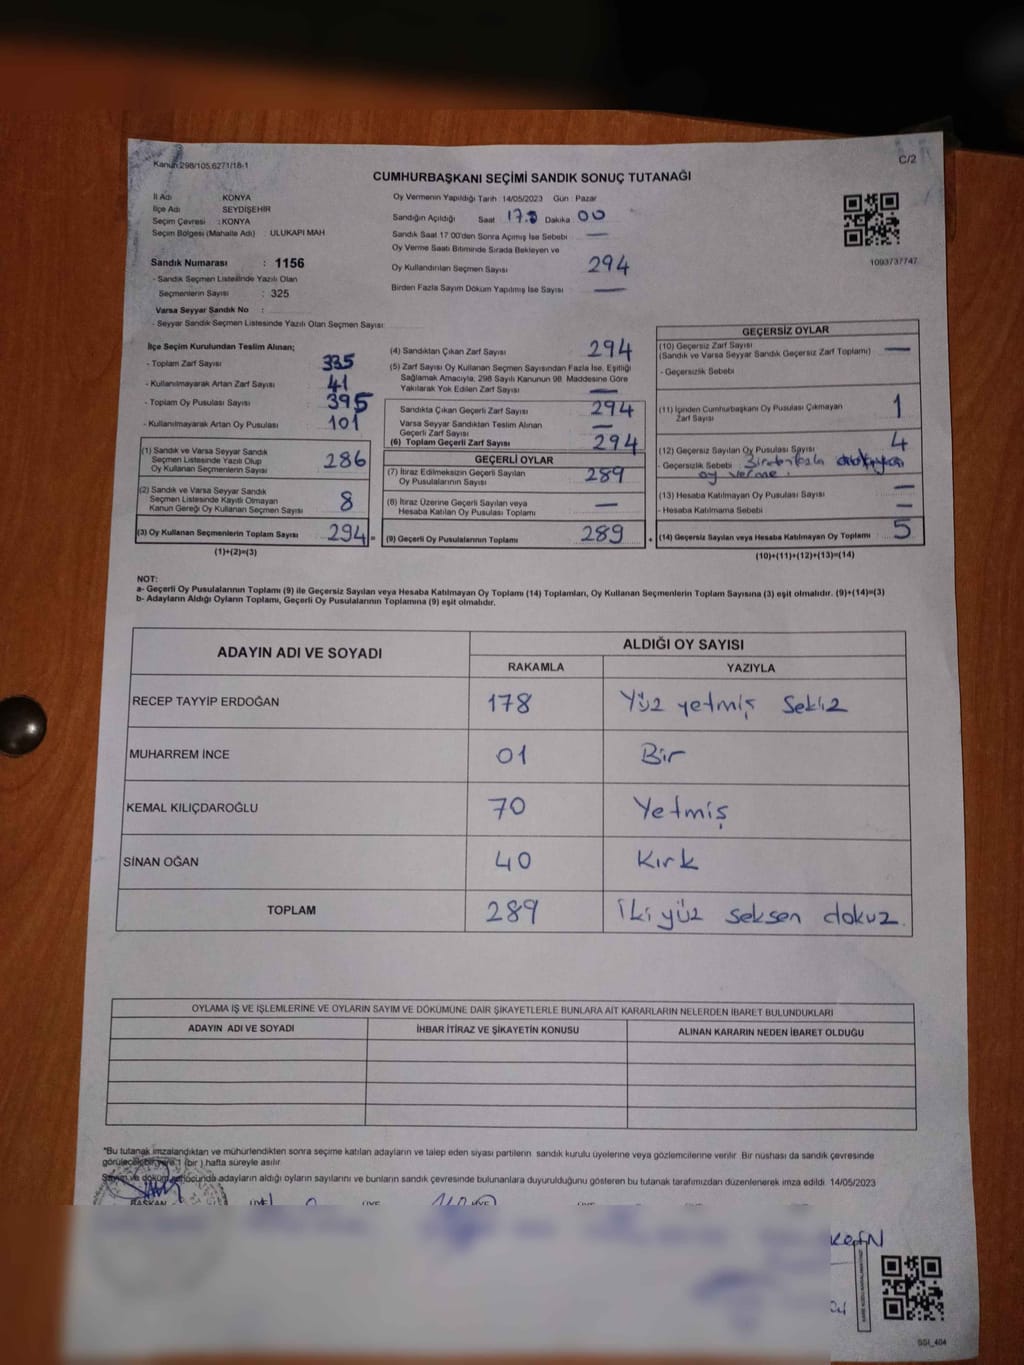 Kanun:298/105,6271/18-1
C/2
CUMHURBAŞKANI SEÇİMİ SANDIK SONUÇ TUTANAĞI
İl Adı KONYA
İlçe Adı SEYDİŞEHİR
Seçim Çevresi : KONYA
Seçim Bölgesi (Mahalle Adı) : ULUKAPI MAH
Sandık Numarası : 1156
- Sandık Seçmen Listesinde Yazılı Olan
Seçmenlerin Sayısı : 325
Varsa Seyyar Sandık No :
- Seyyar Sandık Seçmen Listesinde Yazılı Olan Seçmen Sayısı:
Oy Vermenin Yapıldığı Tarih : 14/05/2023 Gün : Pazar
Sandığın Açıldığı Saat Dakika 00
Sandık Saat 17.00'den Sonra Açımış İse Sebebi —
Oy Verme Saati Bitiminde Sırada Bekleyen ve
Oy Kullandırılan Seçmen Sayısı 294
Birden Fazla Sayım Döküm Yapılmış İse Sayısı —
1093737747
İlçe Seçim Kurulundan Teslim Alınan;
- Toplam Zarf Sayısı 335
- Kullanılmayarak Artan Zarf Sayısı 41
- Toplam Oy Pusulası Sayısı 395
- Kullanılmayarak Artan Oy Pusulası 101
(1) Sandık ve Varsa Seyyar Sandık
Seçmen Listesinde Yazılı Olup
Oy Kullanan Seçmenlerin Sayısı 286
(2) Sandık ve Varsa Seyyar Sandık
Seçmen Listesinde Kayıtlı Olmayan
Kanun Gereği Oy Kullanan Seçmen Sayısı 8
(3) Oy Kullanan Seçmenlerin Toplam Sayısı 294 =
(1)+(2)=(3)
(4) Sandıktan Çıkan Zarf Sayısı 294
(5) Zarf Sayısı Oy Kullanan Seçmen Sayısından Fazla İse, Eşitliği
Sağlamak Amacıyla; 298 Sayılı Kanunun 98. Maddesine Göre
Yakılarak Yok Edilen Zarf Sayısı —
Sandıkta Çıkan Geçerli Zarf Sayısı 294
Varsa Seyyar Sandıktan Teslim Alınan
Geçerli Zarf Sayısı —
(6) Toplam Geçerli Zarf Sayısı 294
GEÇERLİ OYLAR
(7) İtiraz Edilmeksizin Geçerli Sayılan
Oy Pusulalarının Sayısı 289
(8) İtiraz Üzerine Geçerli Sayılan veya
Hesaba Katılan Oy Pusulası Toplamı —
(9) Geçerli Oy Pusulalarının Toplamı 289 +
GEÇERSİZ OYLAR
(10) Geçersiz Zarf Sayısı —
(Sandık ve Varsa Seyyar Sandık Geçersiz Zarf Toplamı)
- Geçersizlik Sebebi
(11) İçinden Cumhurbaşkanı Oy Pusulası Çıkmayan
Zarf Sayısı 1
(12) Geçersiz Sayılan Oy Pusulası Sayısı 4
- Geçersizlik Sebebi Birden fazla
oy verme.
(13) Hesaba Katılmayan Oy Pusulası Sayısı —
- Hesaba Katılmama Sebebi —
(14) Geçersiz Sayılan veya Hesaba Katılmayan Oy Toplamı 5
(10)+(11)+(12)+(13)=(14)
NOT:
a- Geçerli Oy Pusulalarının Toplamı (9) ile Geçersiz Sayılan veya Hesaba Katılmayan Oy Toplamı (14) Toplamları, Oy Kullanan Seçmenlerin Toplam Sayısına (3) eşit olmalıdır. (9)+(14)=(3)
b- Adayların Aldığı Oyların Toplamı, Geçerli Oy Pusulalarının Toplamına (9) eşit olmalıdır.
ADAYIN ADI VE SOYADI ALDIĞI OY SAYISI
RAKAMLA YAZIYLA
RECEP TAYYİP ERDOĞAN 178 Yüz yetmiş Sekiz
MUHARREM İNCE 01 Bir
KEMAL KILIÇDAROĞLU 70 Yetmiş
SİNAN OĞAN 40 Kırk
TOPLAM 289 İki yüz seksen dokuz.
OYLAMA İŞ VE İŞLEMLERİNE VE OYLARIN SAYIM VE DÖKÜMÜNE DAİR ŞİKAYETLERLE BUNLARA AİT KARARLARIN NELERDEN İBARET BULUNDUKLARI
ADAYIN ADI VE SOYADI İHBAR İTİRAZ VE ŞİKAYETİN KONUSU ALINAN KARARIN NEDEN İBARET OLDUĞU
*Bu tutanak imzalandıktan ve mühürlendikten sonra seçime katılan adayların ve talep eden siyasi partilerin sandık kurulu üyelerine veya gözlemcilerine verilir. Bir nüshası da sandık çevresinde
görülecek bir yere 1 (bir ) hafta süreyle asılır.
Sayım ve döküm sonucunda adayların aldığı oyların sayılarını ve bunların sandık çevresinde bulunanlara duyurulduğunu gösteren bu tutanak tarafımızdan düzenlenerek imza edildi. 14/05/2023
BAŞKAN ÜYE ÜYE ÜYE
SSI_404